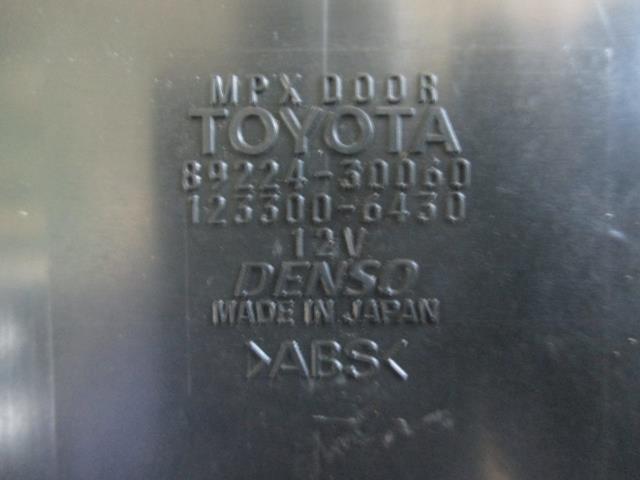 MPX DOOR
TOYOTA
89224-30060
123300-6430
12V
DENSO
MADE IN JAPAN
>ABS<